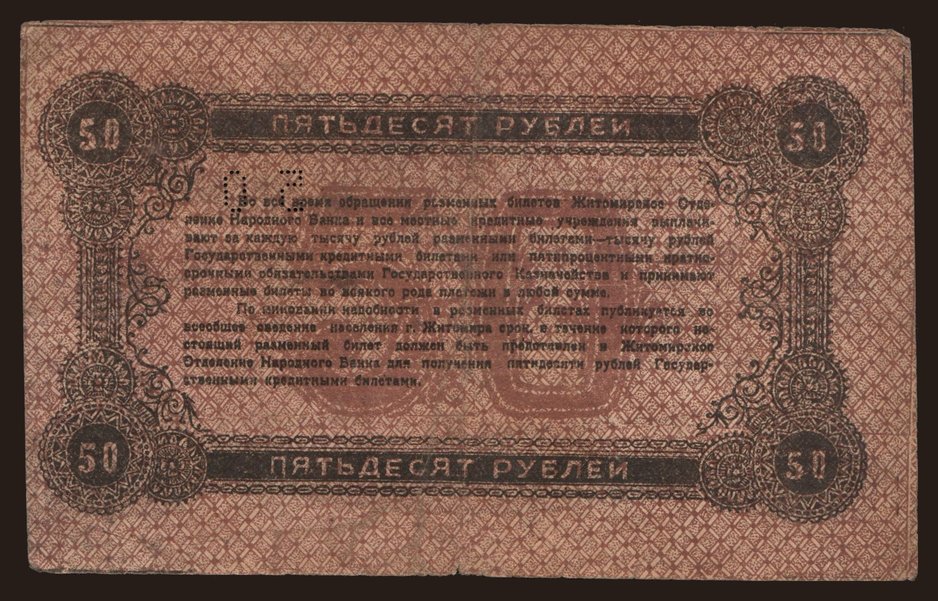 50 ПЯТЬДЕСЯТ РУБЛЕЙ 50
Во все время обращения разменных билетов Житомирское Отде-
ление Народного Банка и все местные кредитные учреждения выплачи-
вают за каждую тысячу рублей разменными билетами—тысячу рублей
Государственными кредитными билетами или пятипроцентными кратко-
срочными обязательствами Государственного Казначейства и принимают
разменные билеты во всякого рода платежи в любой сумме.
По миновании надобности в разменных билетах публикуется во
всеобщее сведение населения г. Житомира срок, в течение которого на-
стоящий разменный билет должен быть предъявлен в Житомирское
Отделение Народного Банка для получения пятидесяти рублей Государ-
ственными кредитными билетами.
50 ПЯТЬДЕСЯТ РУБЛЕЙ 50